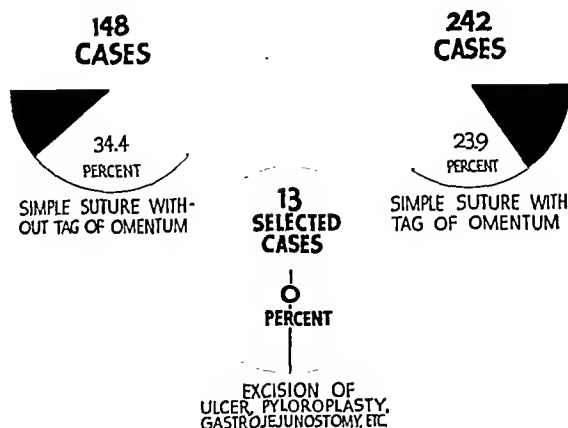 148
CASES
34.4
PERCENT
SIMPLE SUTURE WITH-
OUT TAG OF OMENTUM
242
CASES
23.9
PERCENT
SIMPLE SUTURE WITH
TAG OF OMENTUM
13
SELECTED
CASES
0
PERCENT
EXCISION OF
ULCER, PYLOROPLASTY,
GASTROJEJUNOSTOMY, ETC.